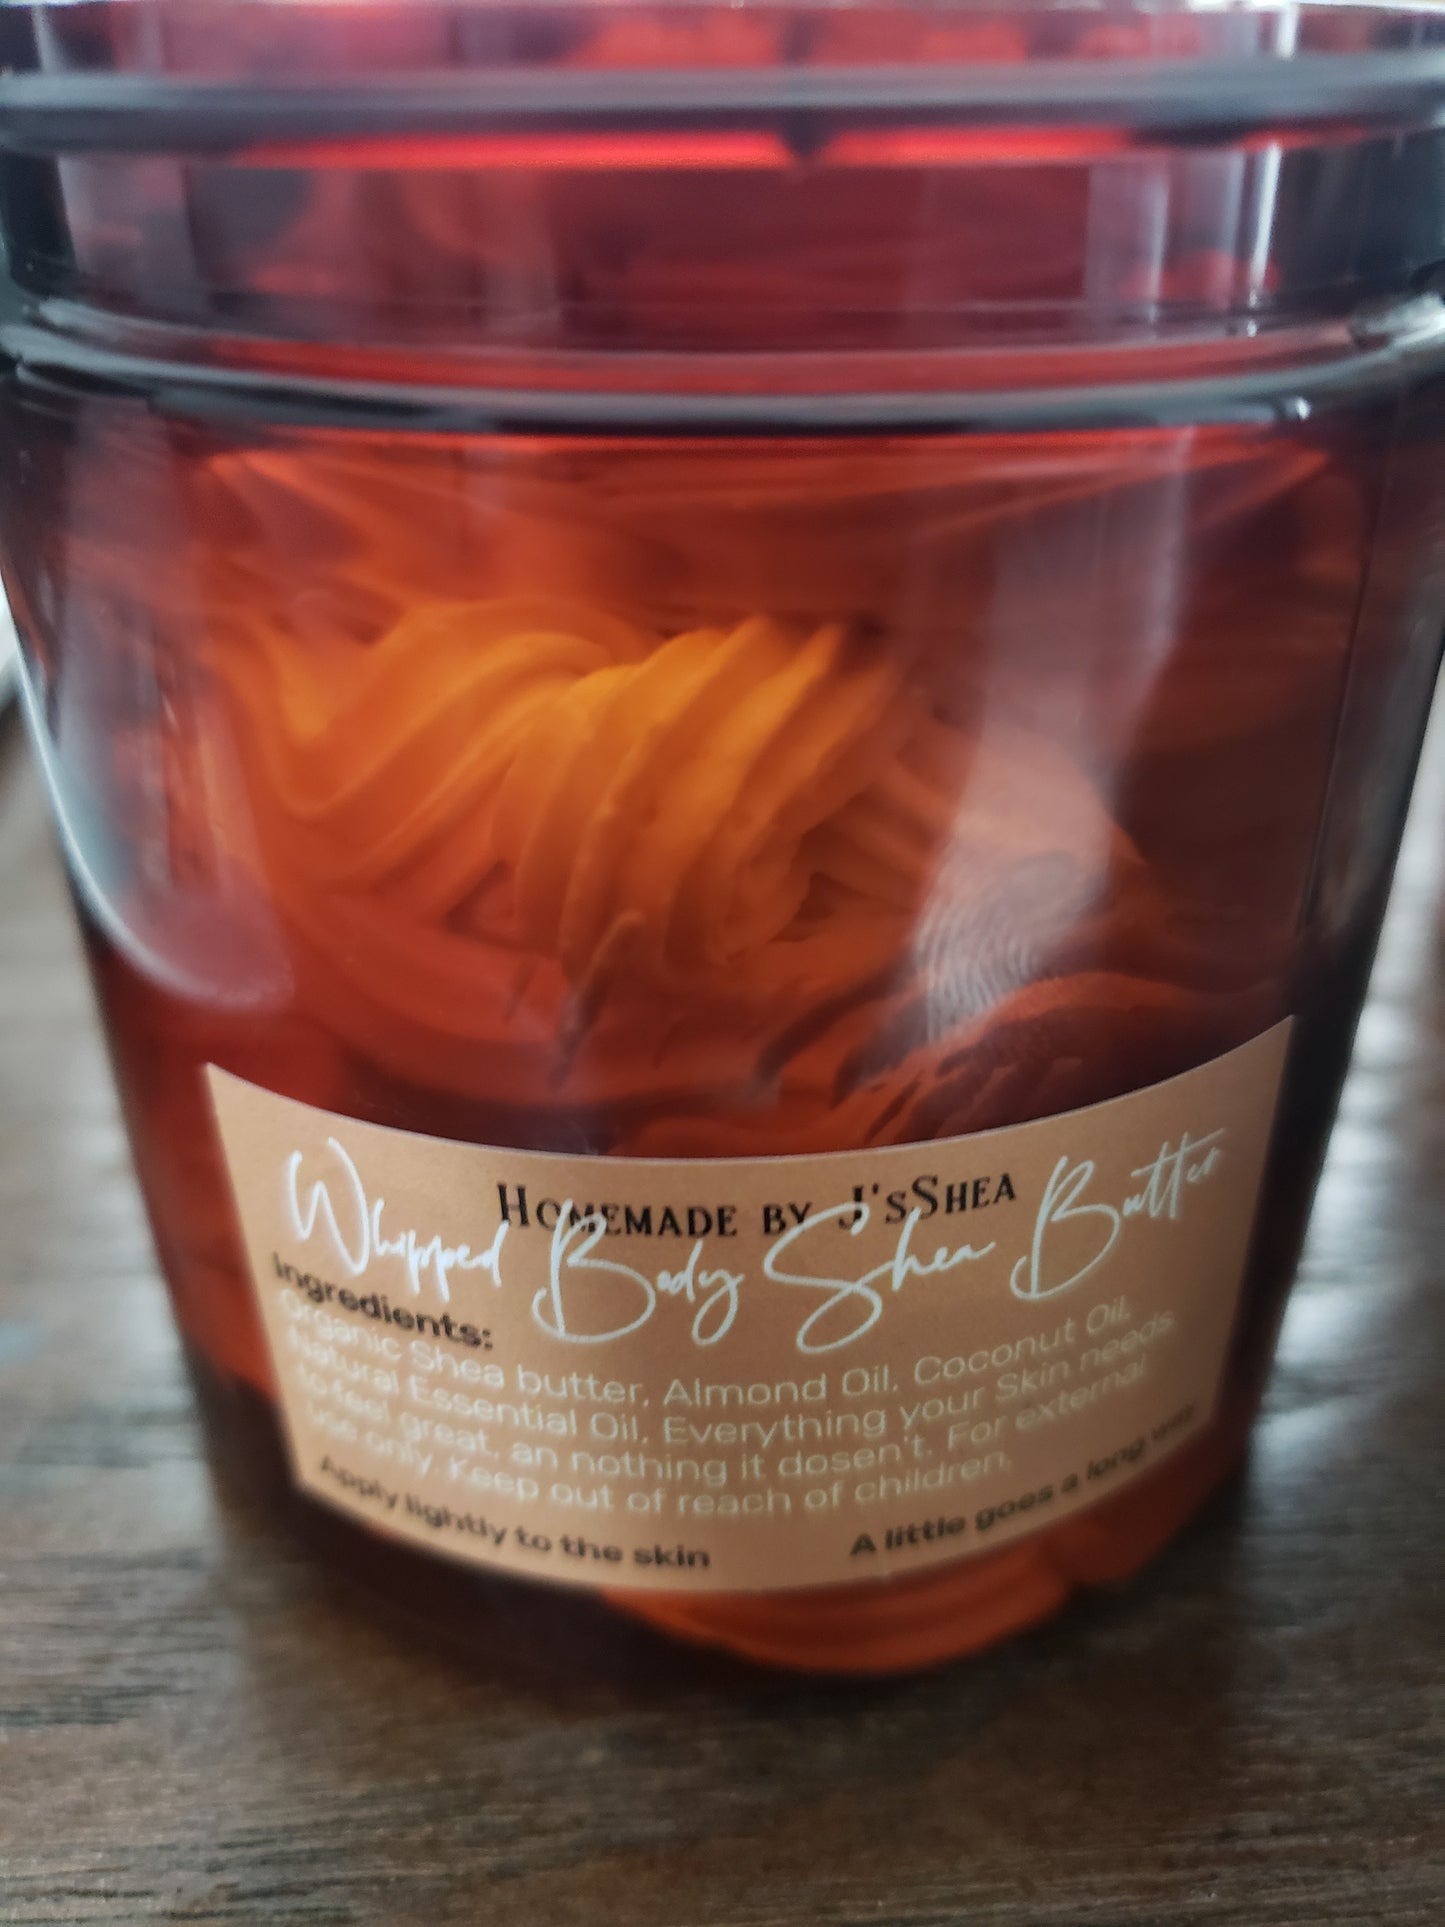 Homemade by J'sShea
Whipped Body Shea Butter
Ingredients:
Organic Shea butter, Almond Oil, Coconut Oil,
Natural Essential Oil, Everything your Skin needs
to feel great, an nothing it dosen't. For external
use only. Keep out of reach of children.
Apply lightly to the skin
A little goes a long way